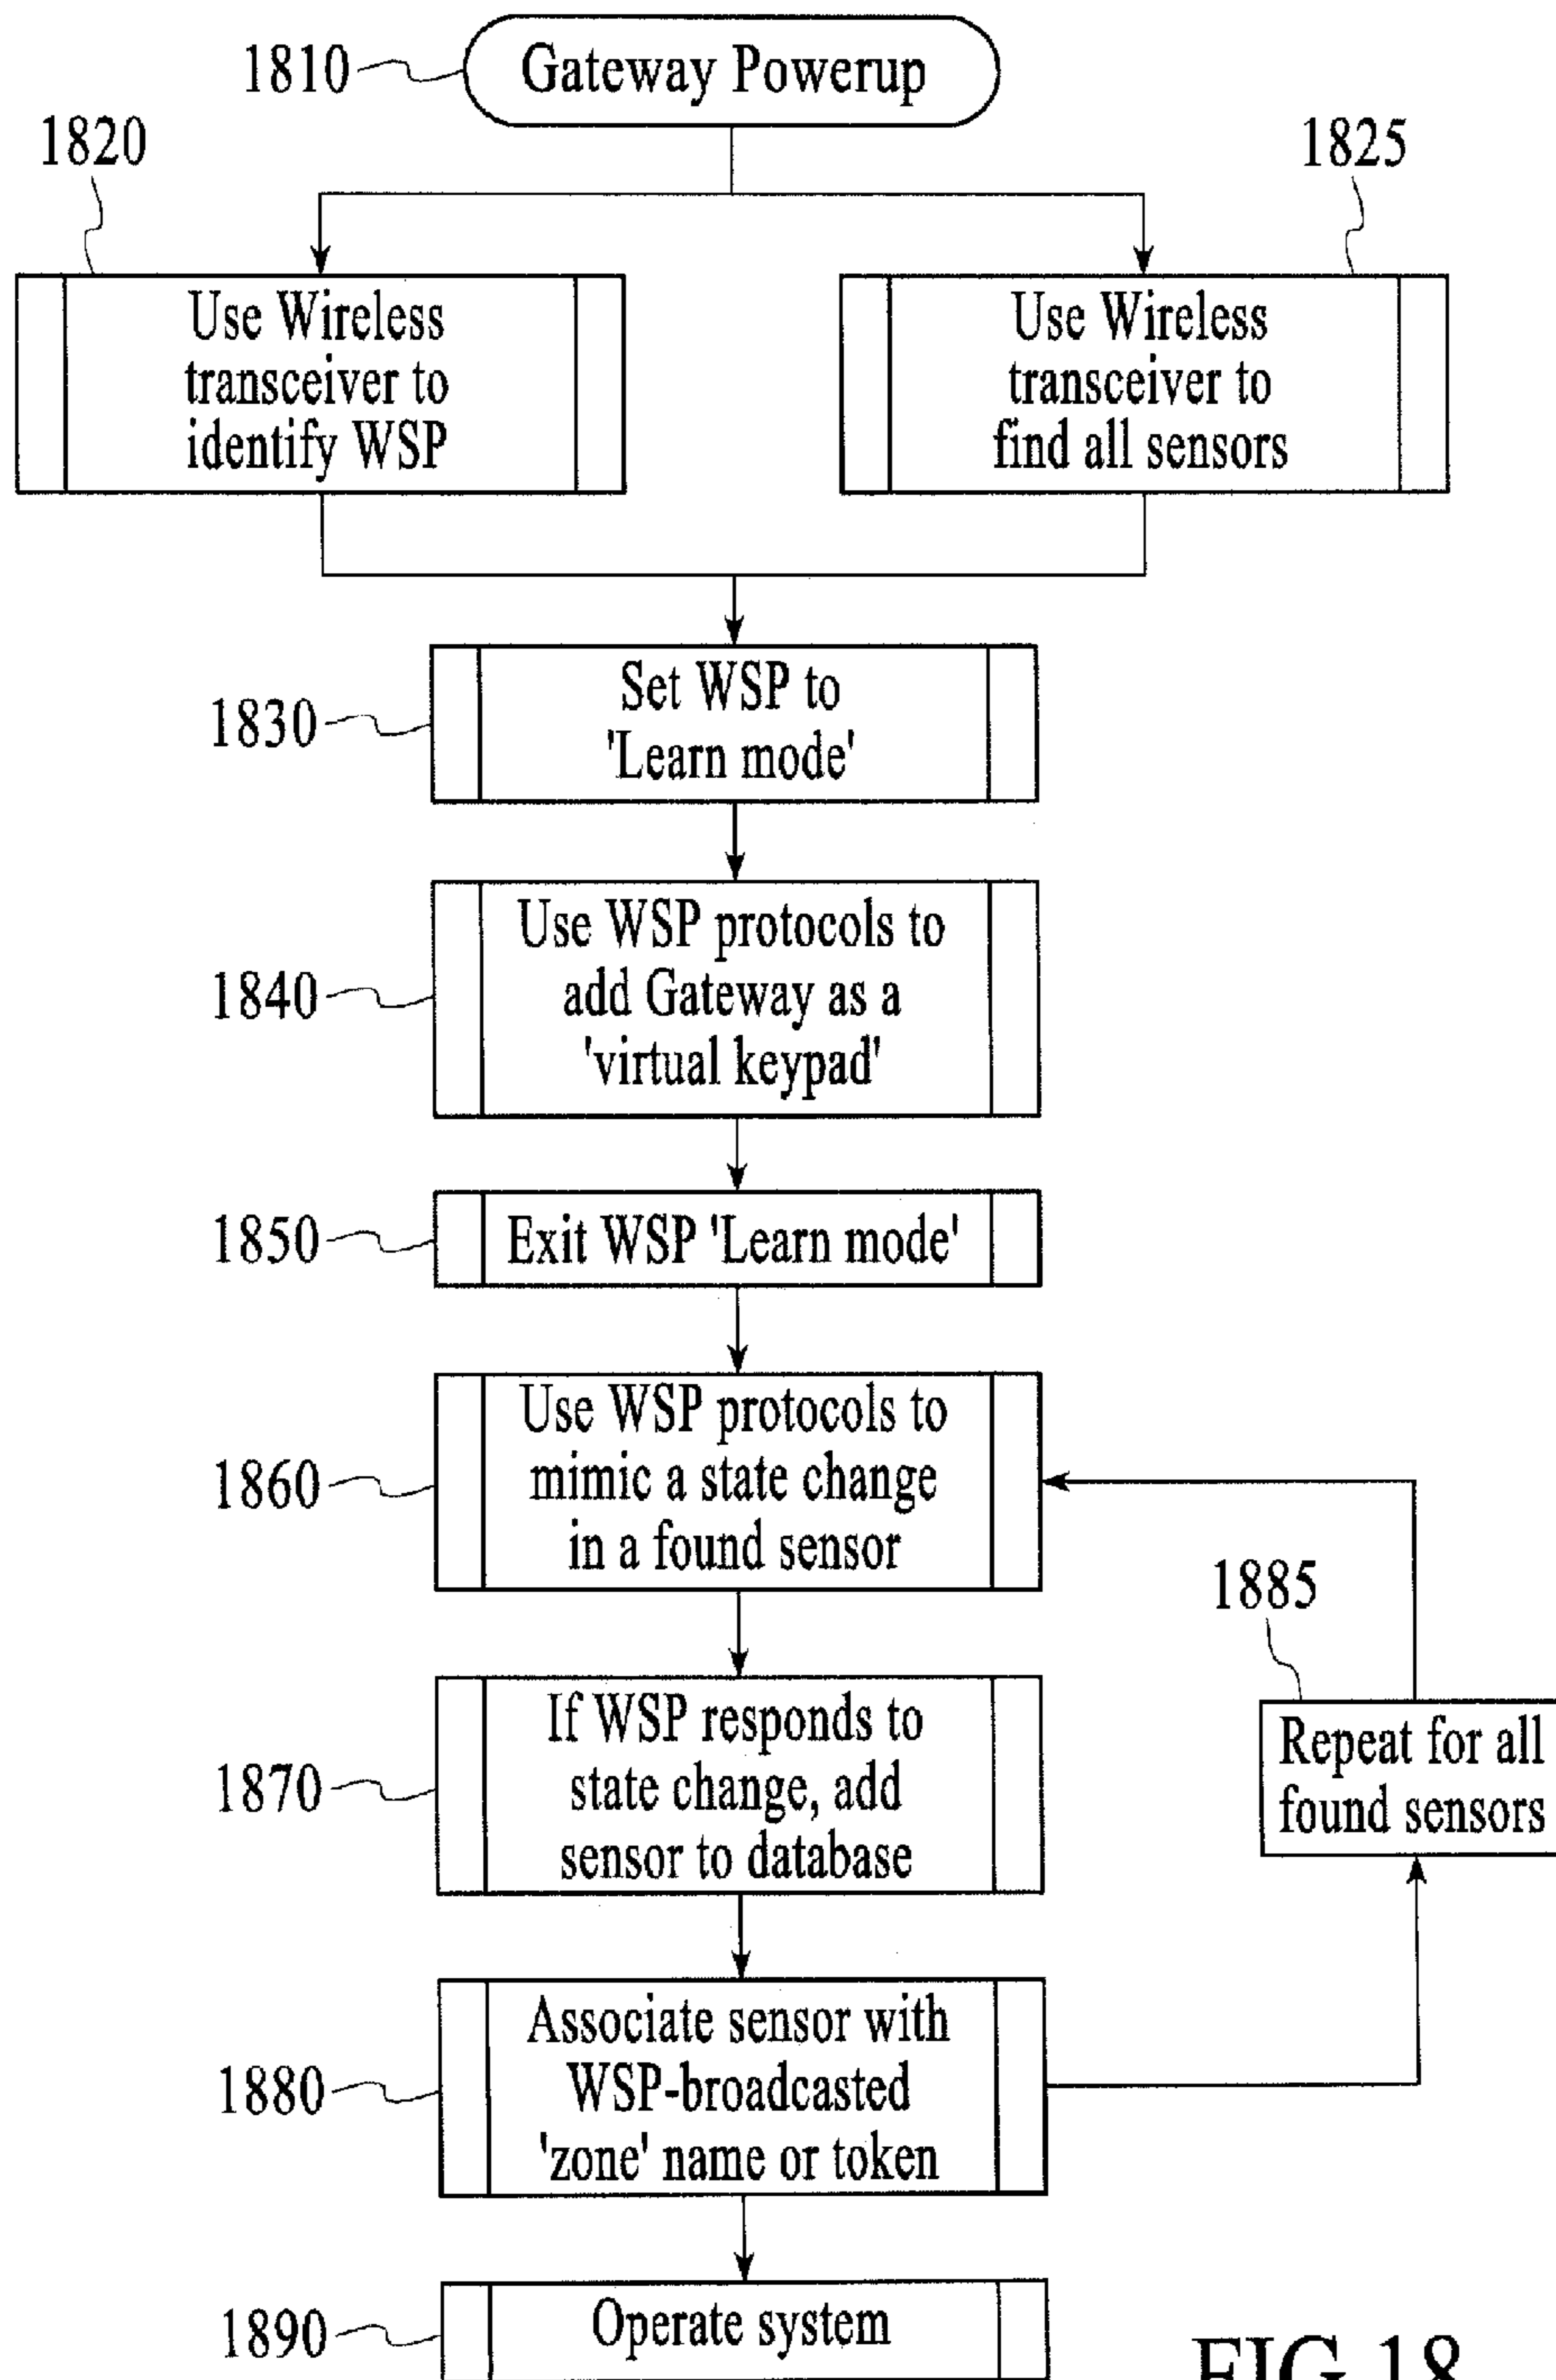 1810
Gateway Powerup
1820
1825
Use Wireless
transceiver to
identify WSP
Use Wireless
transceiver to
find all sensors
1830
Set WSP to
'Learn mode'
1840
Use WSP protocols to
add Gateway as a
'virtual keypad'
1850
Exit WSP 'Learn mode'
1860
Use WSP protocols to
mimic a state change
in a found sensor
1885
Repeat for all
found sensors
1870
If WSP responds to
state change, add
sensor to database
1880
Associate sensor with
WSP-broadcasted
'zone' name or token
1890
Operate system
FIG.18